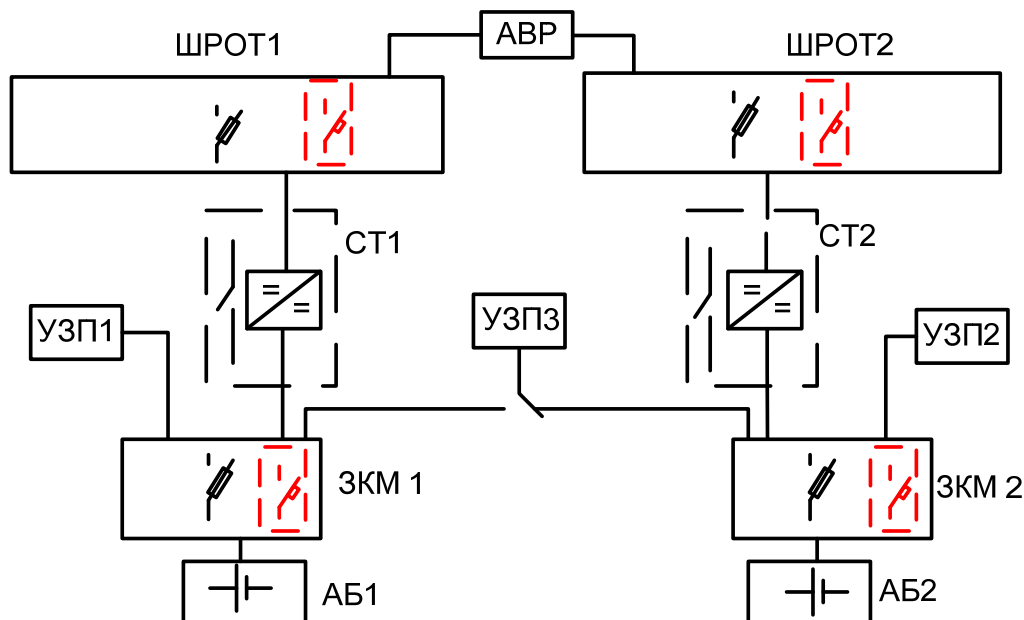 АВР
ШРОТ1
ШРОТ2
СТ1
СТ2
УЗП1
УЗП3
УЗП2
ЗКМ 1
ЗКМ 2
АБ1
АБ2